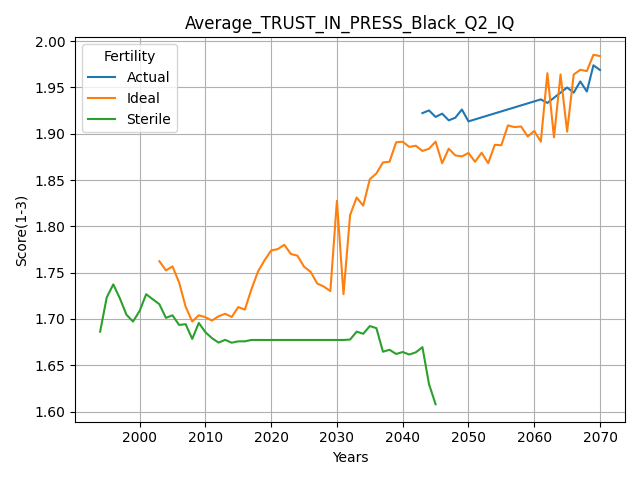 Average_TRUST_IN_PRESS_Black_Q2_IQ
Fertility
Actual
Ideal
Sterile
Score(1-3)
2.00
1.95
1.90
1.85
1.80
1.75
1.70
1.65
1.60
2000 2010 2020 2030 2040 2050 2060 2070
Years